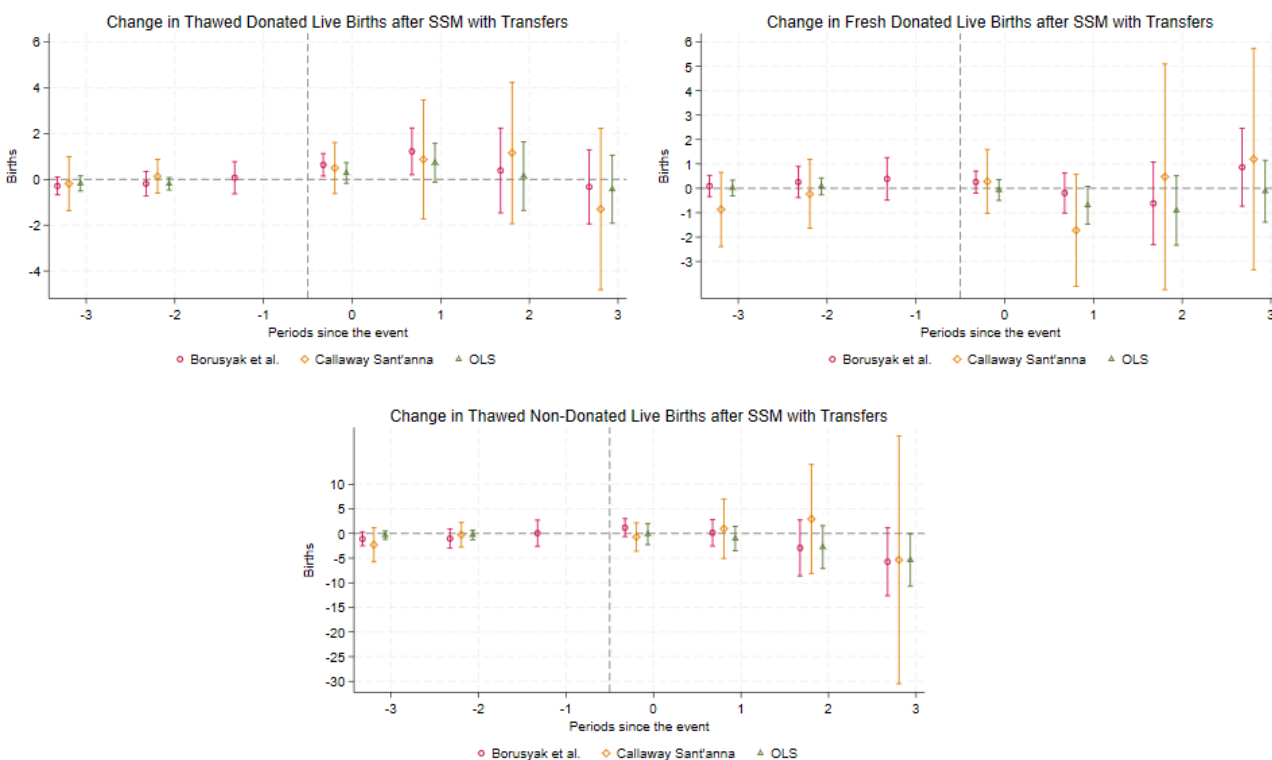 Change in Thawed Donated Live Births after SSM with Transfers
6
4
2
0
-2
-4
Births
-3 -2 -1 0 1 2 3
Periods since the event
Borusyak et al. Callaway Sant'anna OLS
Change in Fresh Donated Live Births after SSM with Transfers
6
5
4
3
2
1
0
-1
-2
-3
Births
-3 -2 -1 0 1 2 3
Periods since the event
Borusyak et al. Callaway Sant'anna OLS
Change in Thawed Non-Donated Live Births after SSM with Transfers
10
5
0
-5
-10
-15
-20
-25
-30
Births
-3 -2 -1 0 1 2 3
Periods since the event
Borusyak et al. Callaway Sant'anna OLS